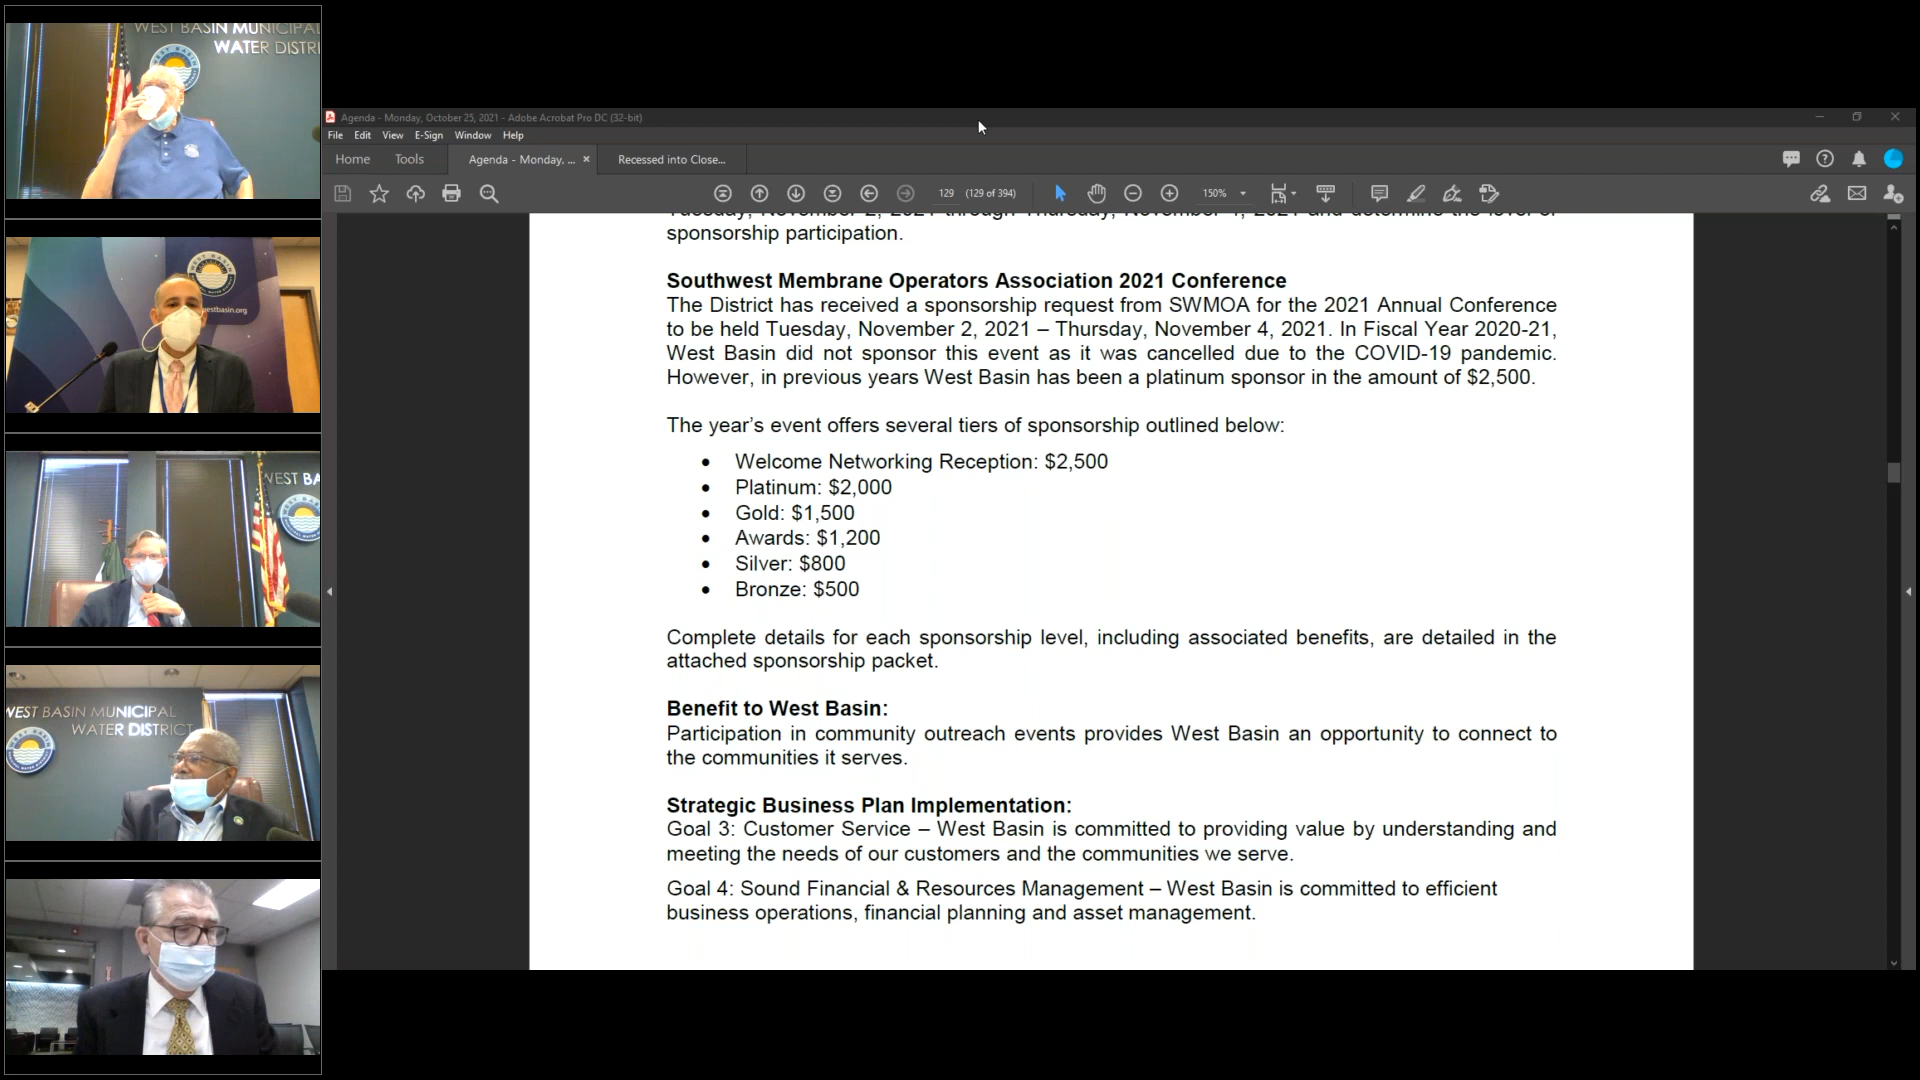 WEST BASIN MUNICIPAL
WATER DISTRI
westbasin.org
WEST BA
WEST BASIN MUNICIPAL
WATER DISTRICT
Agenda - Monday, October 25, 2021 - Adobe Acrobat Pro DC (32-bit)
File Edit View E-Sign Window Help
Home Tools Agenda - Monday, ... × Recessed into Close...
129 (129 of 394) 150%
sponsorship participation.
Southwest Membrane Operators Association 2021 Conference
The District has received a sponsorship request from SWMOA for the 2021 Annual Conference
to be held Tuesday, November 2, 2021 – Thursday, November 4, 2021. In Fiscal Year 2020-21,
West Basin did not sponsor this event as it was cancelled due to the COVID-19 pandemic.
However, in previous years West Basin has been a platinum sponsor in the amount of $2,500.
The year's event offers several tiers of sponsorship outlined below:
• Welcome Networking Reception: $2,500
• Platinum: $2,000
• Gold: $1,500
• Awards: $1,200
• Silver: $800
• Bronze: $500
Complete details for each sponsorship level, including associated benefits, are detailed in the
attached sponsorship packet.
Benefit to West Basin:
Participation in community outreach events provides West Basin an opportunity to connect to
the communities it serves.
Strategic Business Plan Implementation:
Goal 3: Customer Service – West Basin is committed to providing value by understanding and
meeting the needs of our customers and the communities we serve.
Goal 4: Sound Financial & Resources Management – West Basin is committed to efficient
business operations, financial planning and asset management.